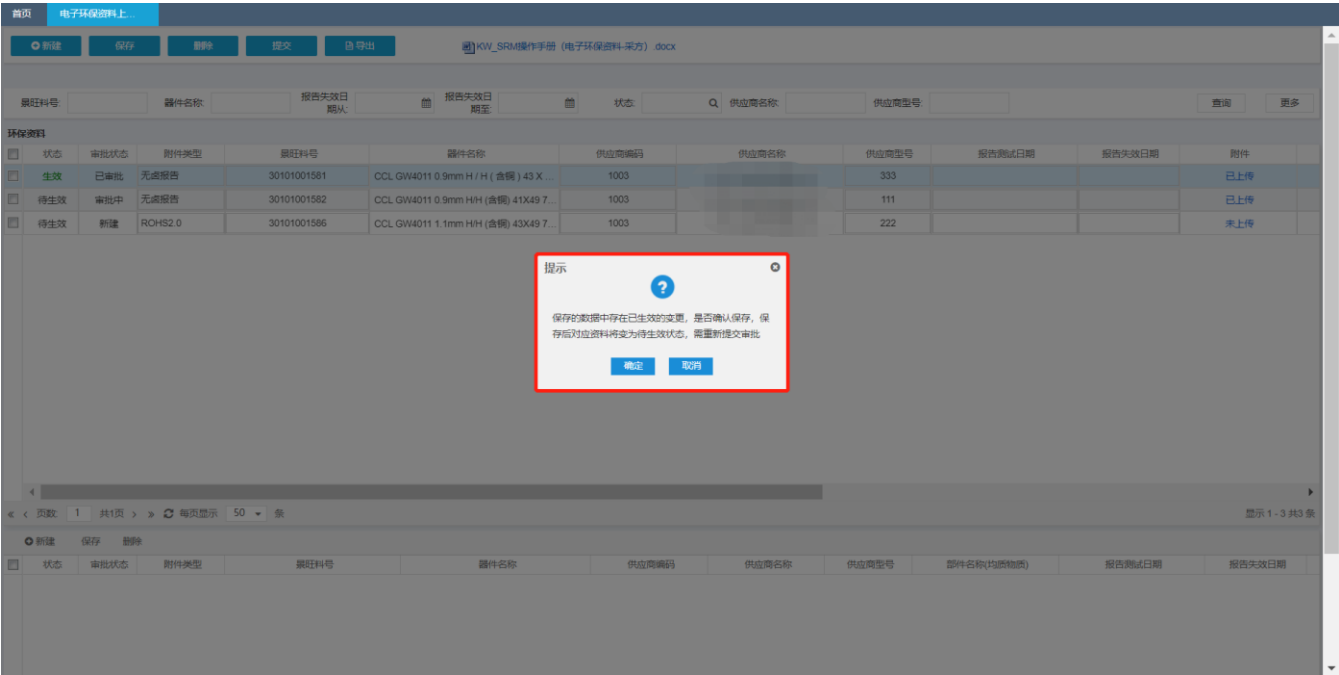 首页 电子环保资料上...
新建 保存 删除 提交 导出 KW_SRM操作手册（电子环保资料-采方）.docx
景旺料号: 器件名称: 报告失效日期从: 报告失效日期至: 状态: 供应商名称: 供应商型号: 查询 更多
环保资料
状态 审批状态 附件类型 景旺料号 器件名称 供应商编码 供应商名称 供应商型号 报告测试日期 报告失效日期 附件
生效 已审批 无卤报告 30101001581 CCL GW4011 0.9mm H / H ( 含铜 ) 43 X ... 1003 333 已上传
待生效 审批中 无卤报告 30101001582 CCL GW4011 0.9mm H/H (含铜) 41X49 7... 1003 111 已上传
待生效 新建 ROHS2.0 30101001586 CCL GW4011 1.1mm H/H (含铜) 43X49 7... 1003 222 未上传
提示
保存的数据中存在已生效的变更，是否确认保存，保
存后对应资料将变为待生效状态，需重新提交审批
确定 取消
« ‹ 页数: 1 共1页 › » 每页显示 50 条 显示 1 - 3 共3 条
新建 保存 删除
状态 审批状态 附件类型 景旺料号 器件名称 供应商编码 供应商名称 供应商型号 部件名称(均质物质) 报告测试日期 报告失效日期